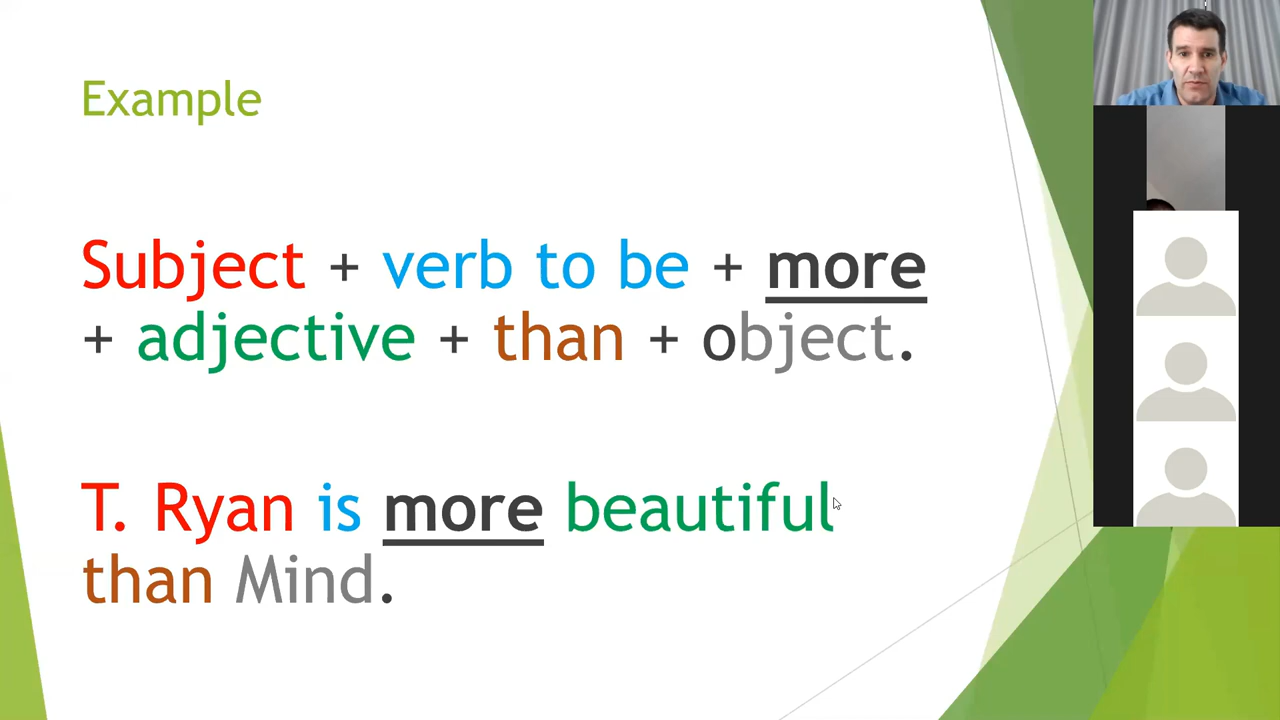 Example
Subject + verb to be + more
+ adjective + than + object.
T. Ryan is more beautiful
than Mind.